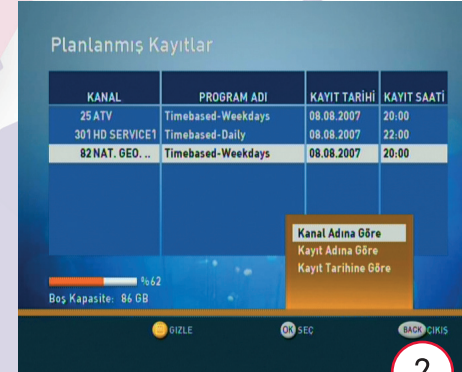 Planlanmış Kayıtlar
KANAL PROGRAM ADI KAYIT TARİHİ KAYIT SAATİ
25 ATV Timebased-Weekdays 08.08.2007 20:00
301 HD SERVICE1 Timebased-Daily 08.08.2007 22:00
82 NAT. GEO. .. Timebased-Weekdays 08.08.2007 20:00
Kanal Adına Göre
Kayıt Adına Göre
Kayıt Tarihine Göre
%62
Boş Kapasite: 86 GB
GIZLE OK SEÇ BACK ÇIKIŞ
2